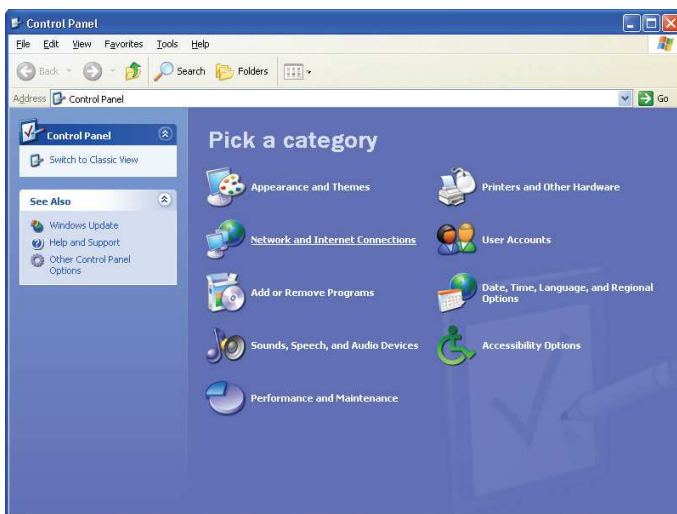 Control Panel
File Edit View Favorites Tools Help
Back Search Folders
Address Control Panel Go
Control Panel
Switch to Classic View
See Also
Windows Update
Help and Support
Other Control Panel
Options
Pick a category
Appearance and Themes
Printers and Other Hardware
Network and Internet Connections
User Accounts
Add or Remove Programs
Date, Time, Language, and Regional
Options
Sounds, Speech, and Audio Devices
Accessibility Options
Performance and Maintenance